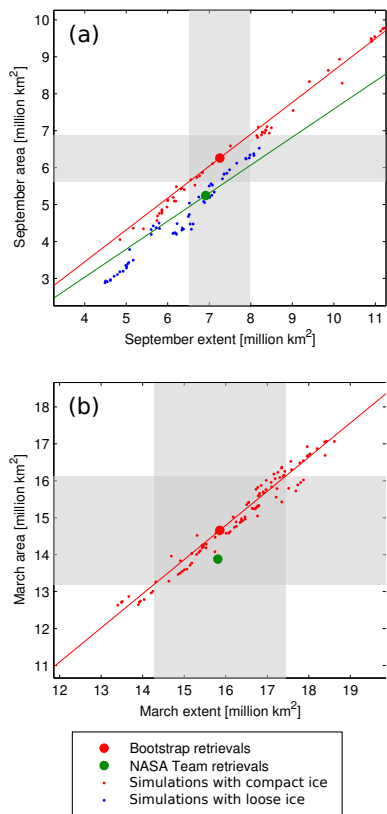 (a)
10
9
8
7
6
5
4
3
September area [million km²]
4 5 6 7 8 9 10 11
September extent [million km²]
(b)
18
17
16
15
14
13
12
11
March area [million km²]
12 13 14 15 16 17 18 19
March extent [million km²]
Bootstrap retrievals
NASA Team retrievals
Simulations with compact ice
Simulations with loose ice